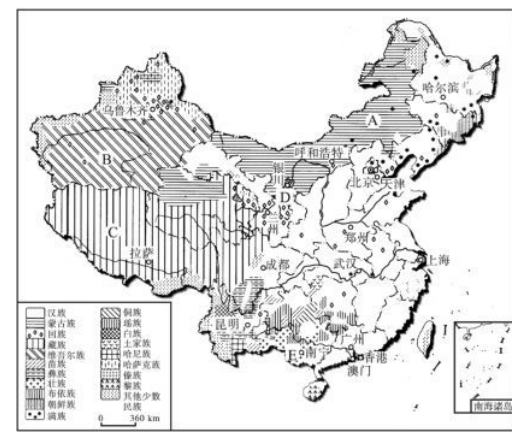 哈尔滨
乌鲁木齐
A
呼和浩特
B
银川
北京
天津
D
兰州
C
郑州
拉萨
成都
武汉
上海
昆明
广州
E
南
香港
澳门
汉族
蒙古族
回族
藏族
维吾尔族
苗族
彝族
壮族
布依族
朝鲜族
满族
侗族
瑶族
白族
土家族
哈尼族
哈萨克族
傣族
黎族
其他少数
民族
0 360 km
南海诸岛